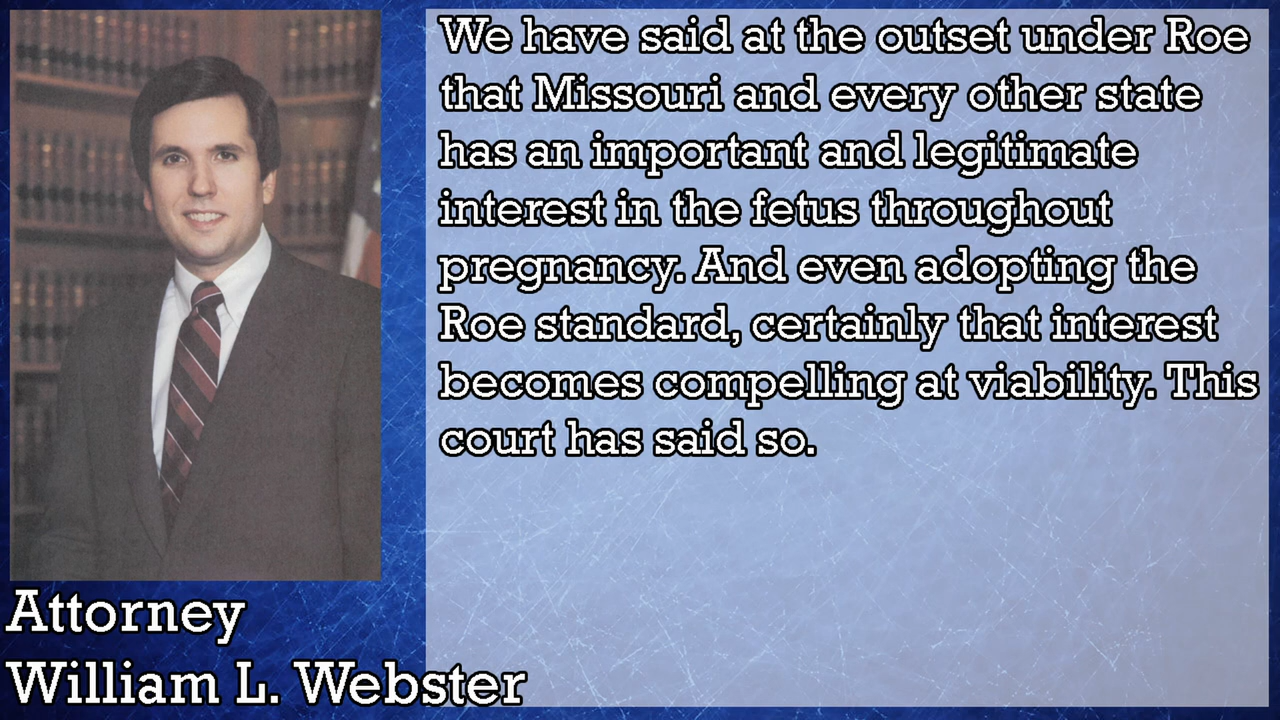 We have said at the outset under Roe
that Missouri and every other state
has an important and legitimate
interest in the fetus throughout
pregnancy. And even adopting the
Roe standard, certainly that interest
becomes compelling at viability. This
court has said so.
Attorney
William L. Webster